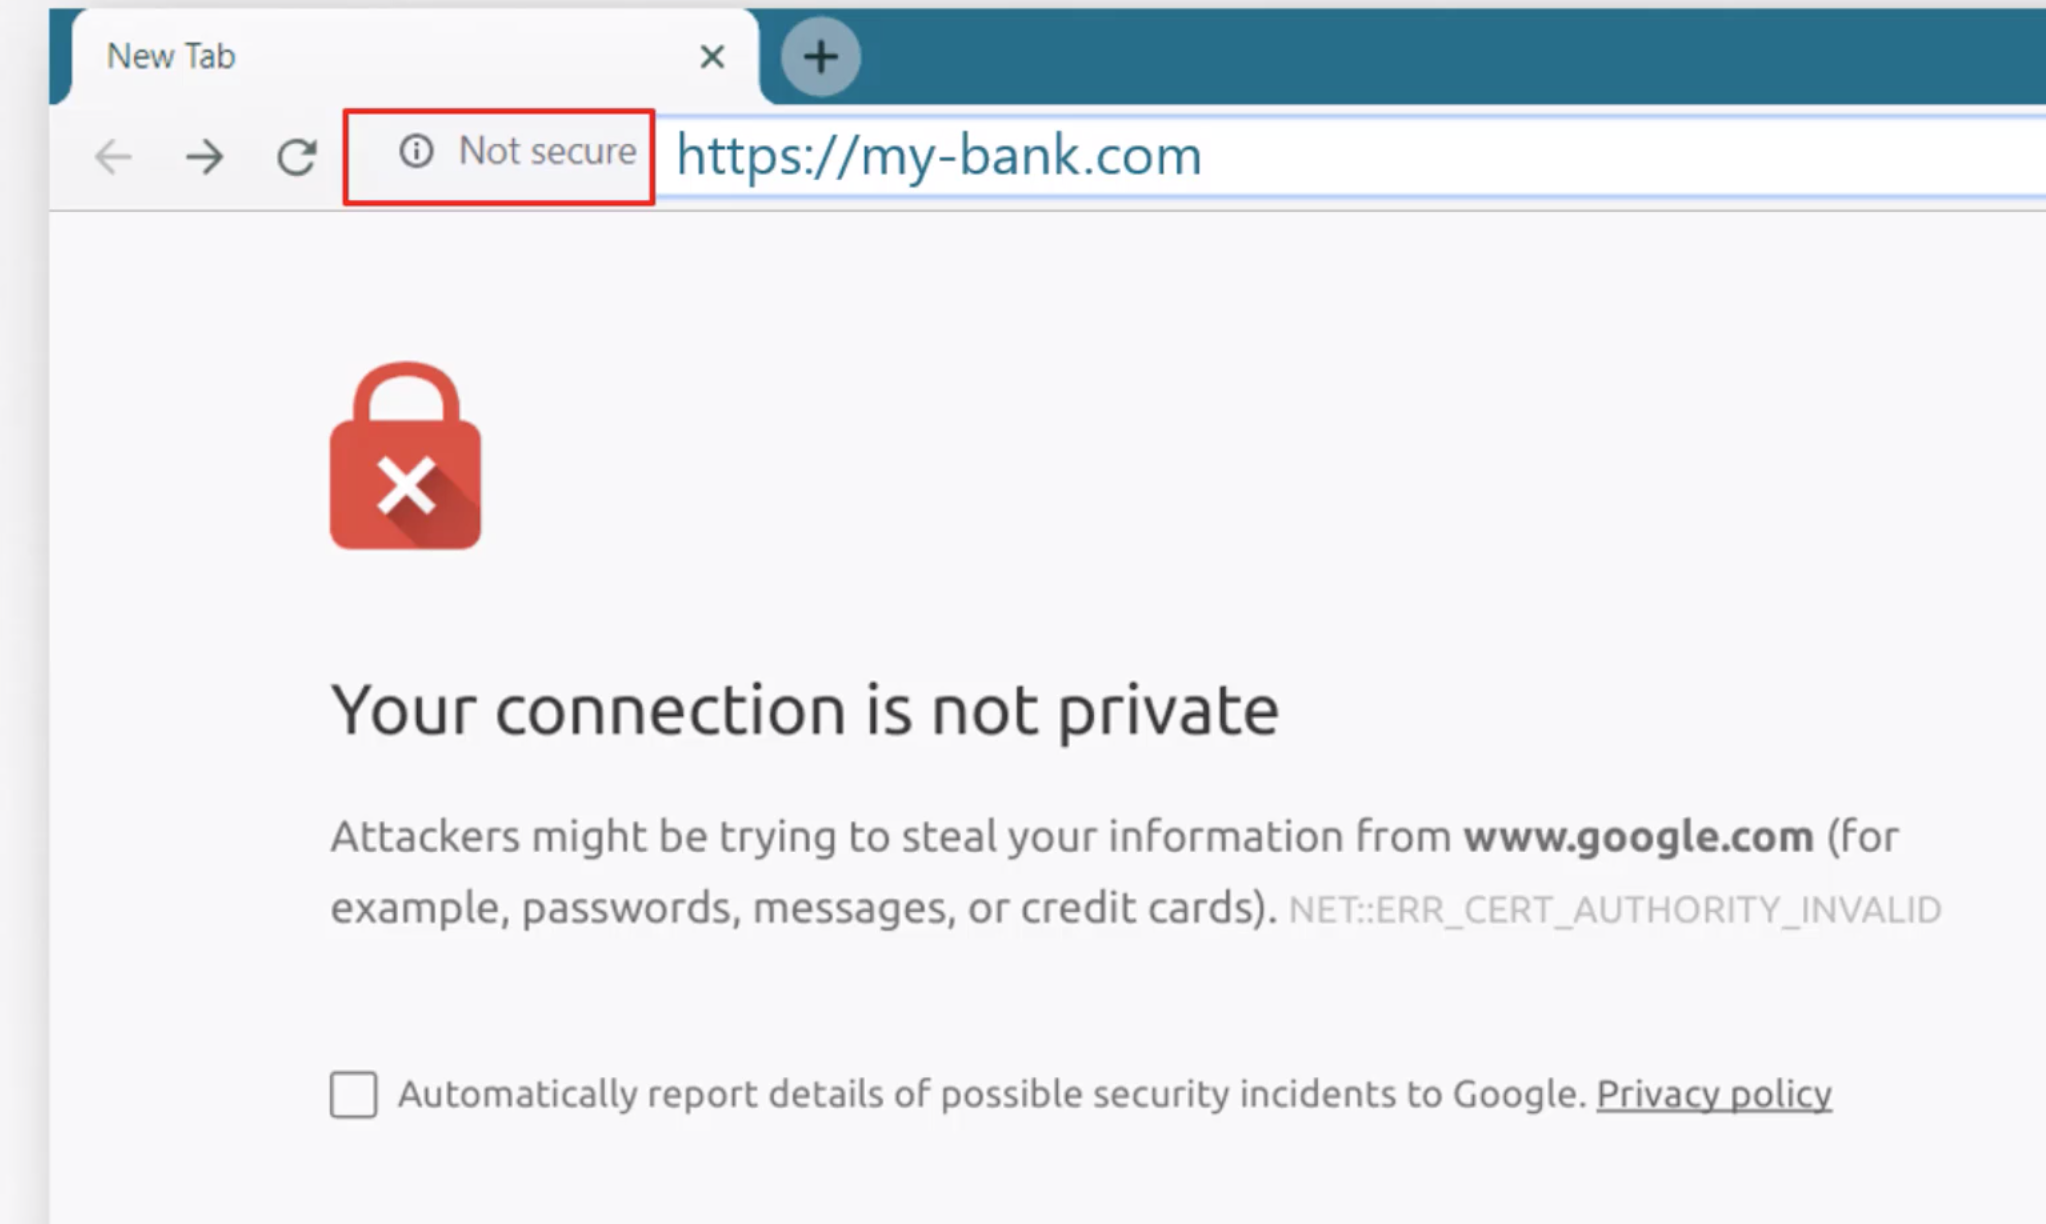 New Tab
Not secure https://my-bank.com
Your connection is not private
Attackers might be trying to steal your information from www.google.com (for
example, passwords, messages, or credit cards). NET::ERR_CERT_AUTHORITY_INVALID
Automatically report details of possible security incidents to Google. Privacy policy